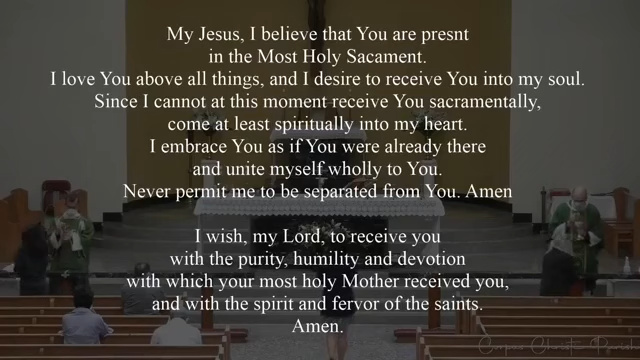 My Jesus, I believe that You are presnt
in the Most Holy Sacament.
I love You above all things, and I desire to receive You into my soul.
Since I cannot at this moment receive You sacramentally,
come at least spiritually into my heart.
I embrace You as if You were already there
and unite myself wholly to You.
Never permit me to be separated from You. Amen
I wish, my Lord, to receive you
with the purity, humility and devotion
with which your most holy Mother received you,
and with the spirit and fervor of the saints.
Amen.
Corpus Christi Parish